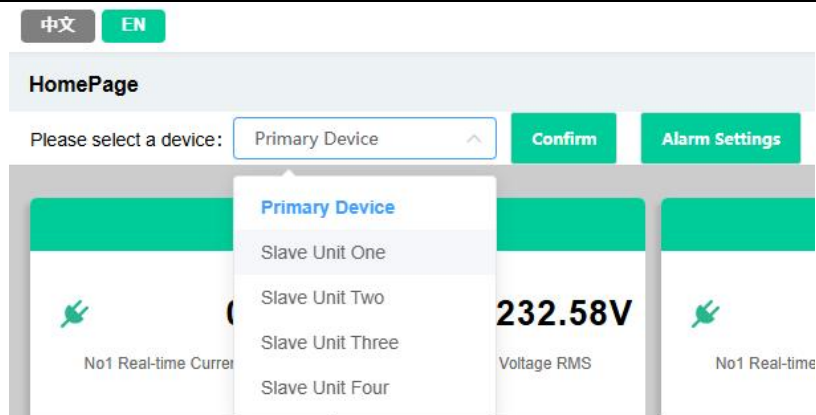 中文 EN
HomePage
Please select a device: Primary Device Confirm Alarm Settings
Primary Device
Slave Unit One
Slave Unit Two
Slave Unit Three
Slave Unit Four
232.58V
No1 Real-time Voltage RMS No1 Real-time